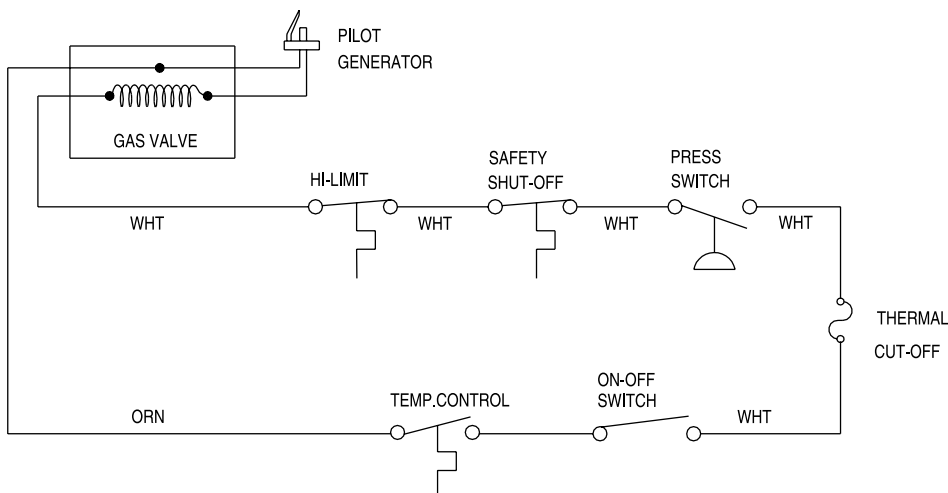 PILOT
GENERATOR
GAS VALVE
HI-LIMIT
SAFETY
SHUT-OFF
PRESS
SWITCH
WHT
WHT
WHT
WHT
THERMAL
CUT-OFF
TEMP.CONTROL
ON-OFF
SWITCH
ORN
WHT